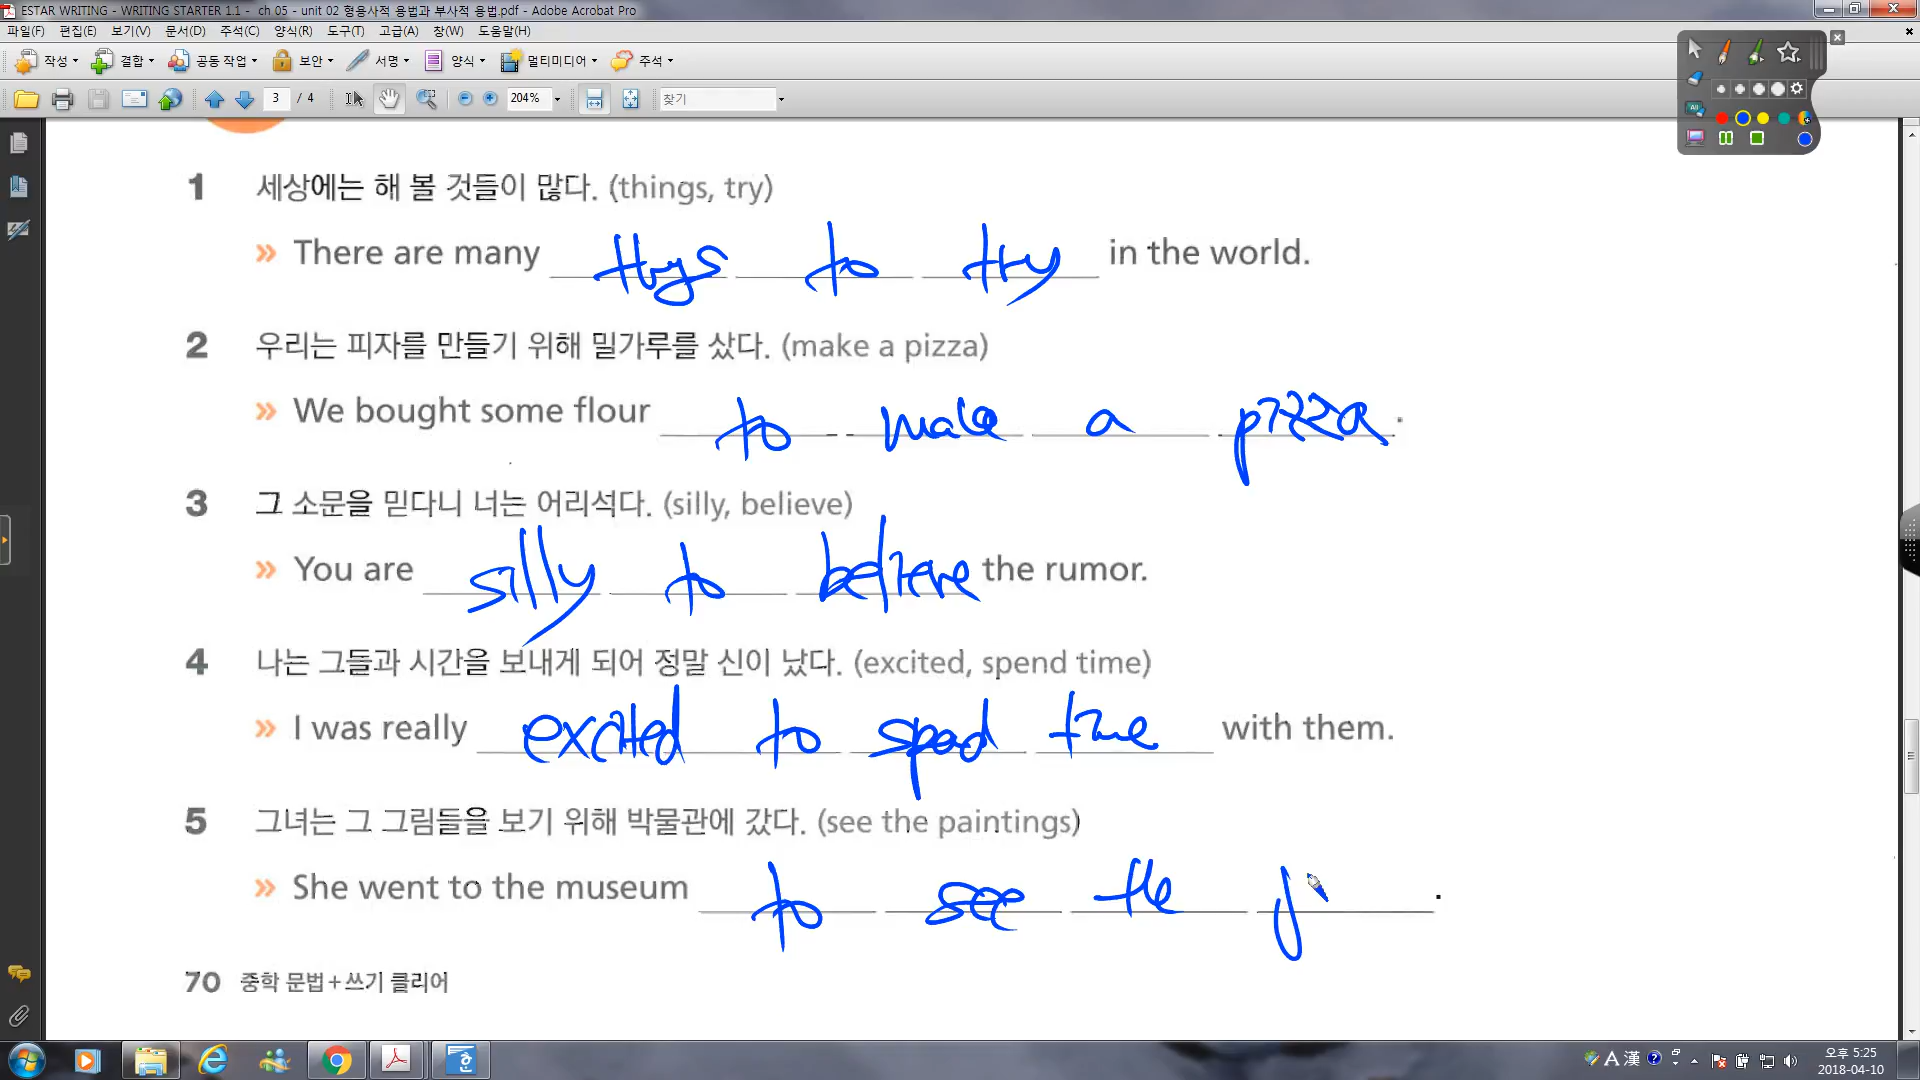 ESTAR WRITING - WRITING STARTER 1.1 - ch 05 - unit 02 형용사적 용법과 부사적 용법.pdf - Adobe Acrobat Pro
파일(F) 편집(E) 보기(V) 문서(D) 주석(C) 양식(R) 도구(T) 고급(A) 창(W) 도움말(H)
작성 결합 공동 작업 보안 서명 양식 멀티미디어 주석
3 / 4 204% 찾기
1 세상에는 해 볼 것들이 많다. (things, try)
» There are many thgs to try in the world.
2 우리는 피자를 만들기 위해 밀가루를 샀다. (make a pizza)
» We bought some flour to make a pizza.
3 그 소문을 믿다니 너는 어리석다. (silly, believe)
» You are silly to believe the rumor.
4 나는 그들과 시간을 보내게 되어 정말 신이 났다. (excited, spend time)
» I was really excited to spend time with them.
5 그녀는 그 그림들을 보기 위해 박물관에 갔다. (see the paintings)
» She went to the museum to see the .
70 중학 문법+쓰기 클리어
A 漢
오후 5:25
2018-04-10